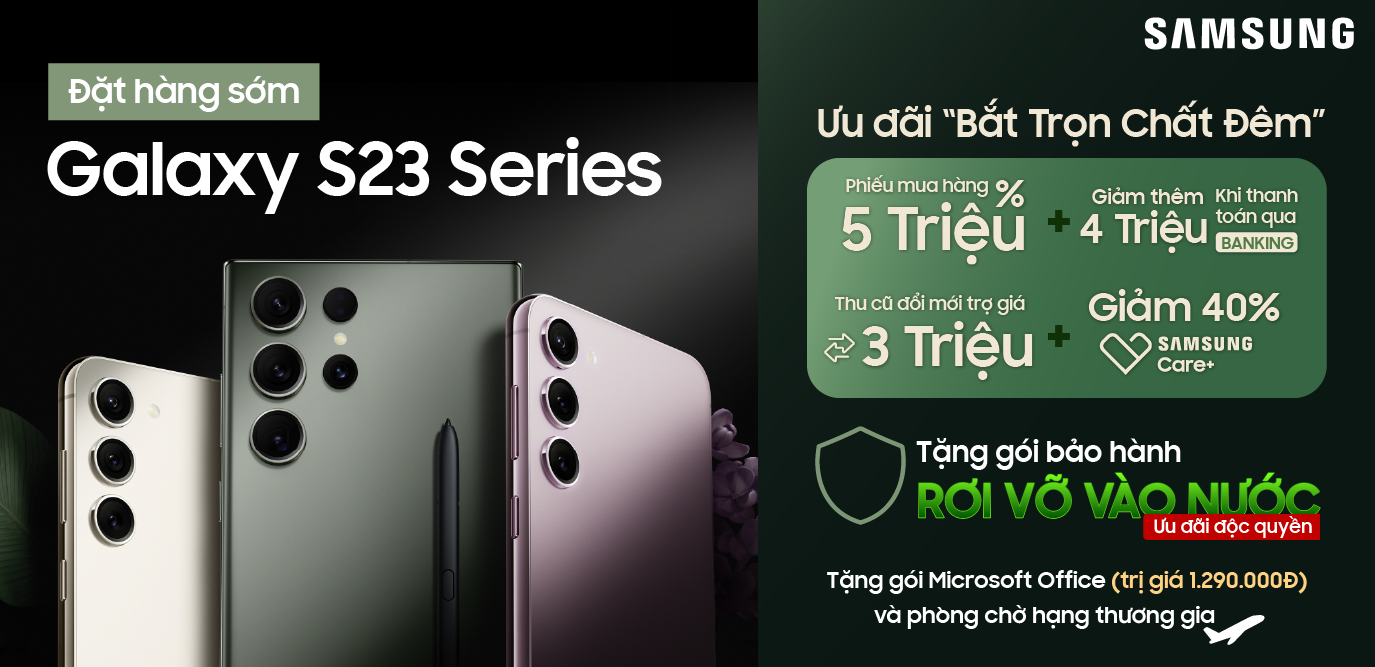 Đặt hàng sớm
Galaxy S23 Series
SAMSUNG
Ưu đãi “Bắt Trọn Chất Đêm”
Phiếu mua hàng %
5 Triệu
+
Giảm thêm
4 Triệu
Khi thanh
toán qua
BANKING
Thu cũ đổi mới trợ giá
3 Triệu
+
Giảm 40%
SAMSUNG
Care+
Tặng gói bảo hành
RƠI VỠ VÀO NƯỚC
Ưu đãi độc quyền
Tặng gói Microsoft Office (trị giá 1.290.000Đ)
và phòng chờ hạng thương gia